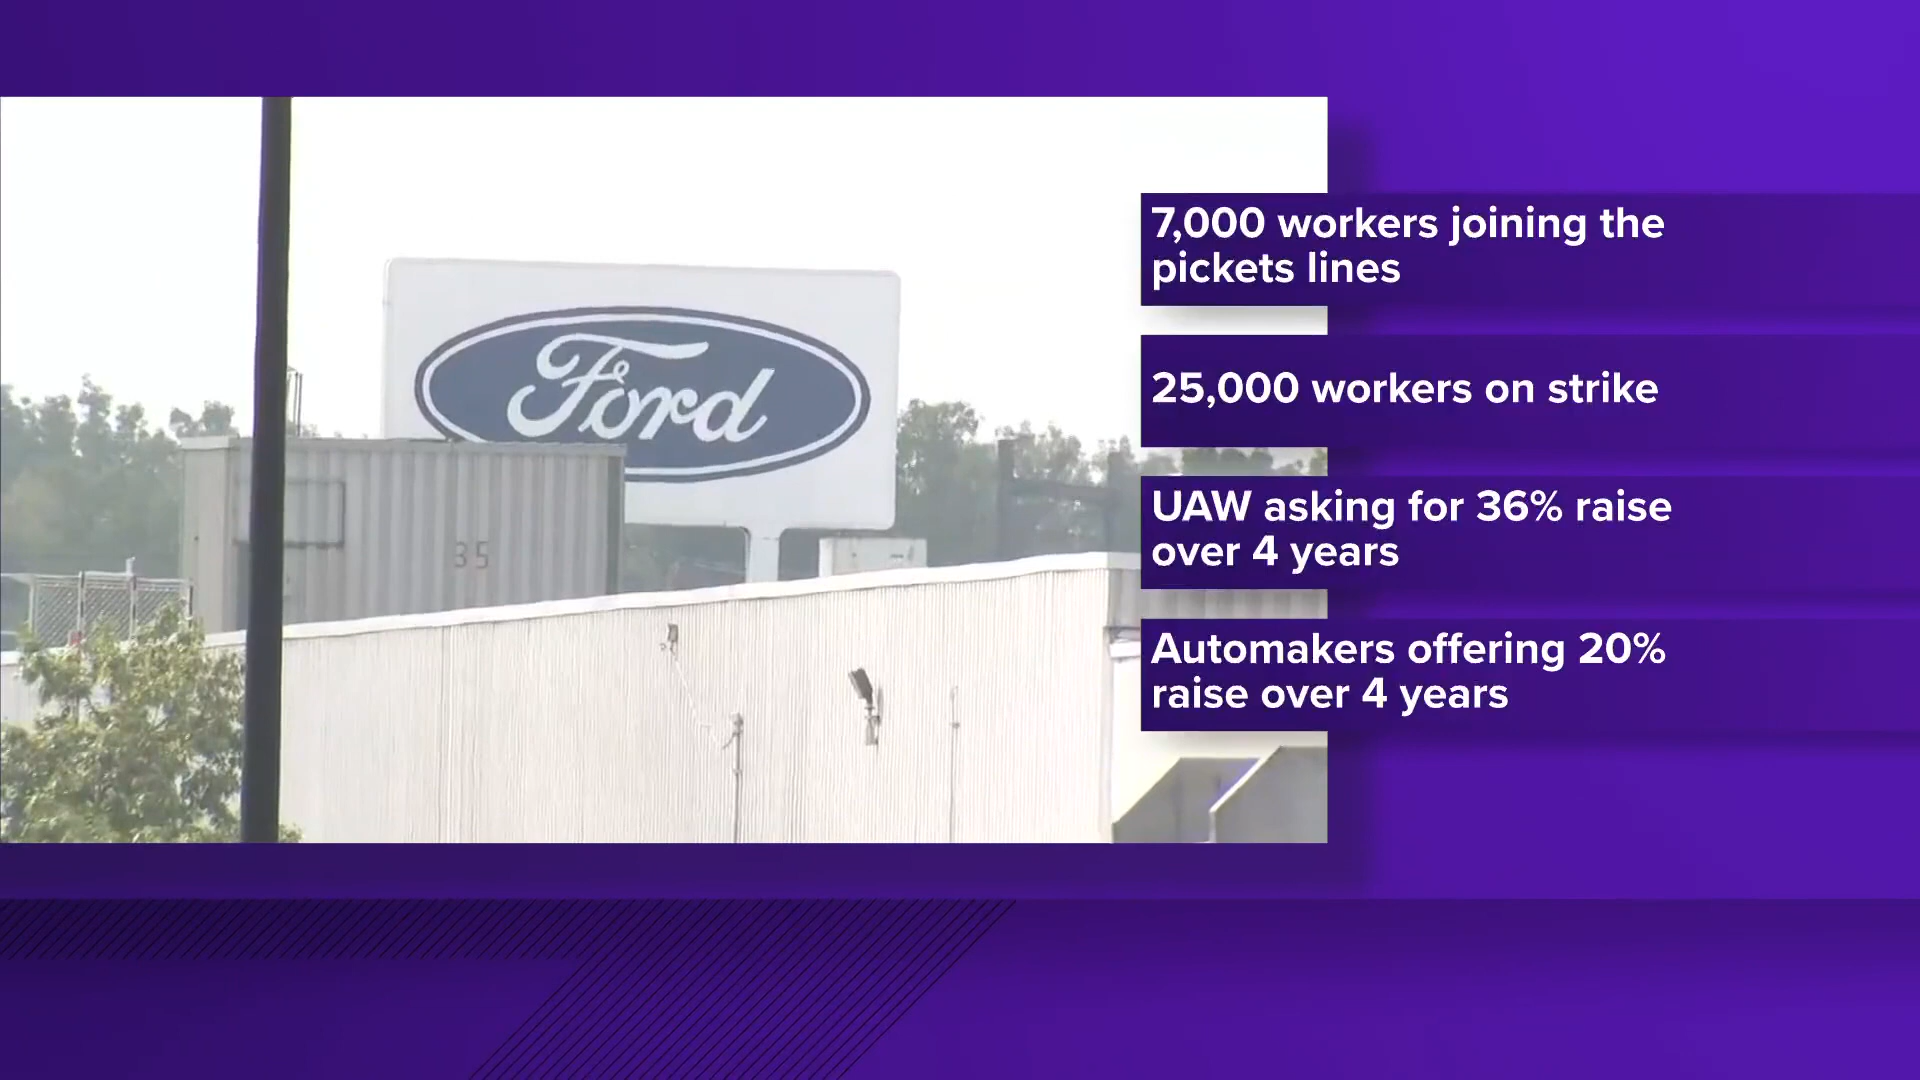 Ford
35
7,000 workers joining the
pickets lines
25,000 workers on strike
UAW asking for 36% raise
over 4 years
Automakers offering 20%
raise over 4 years